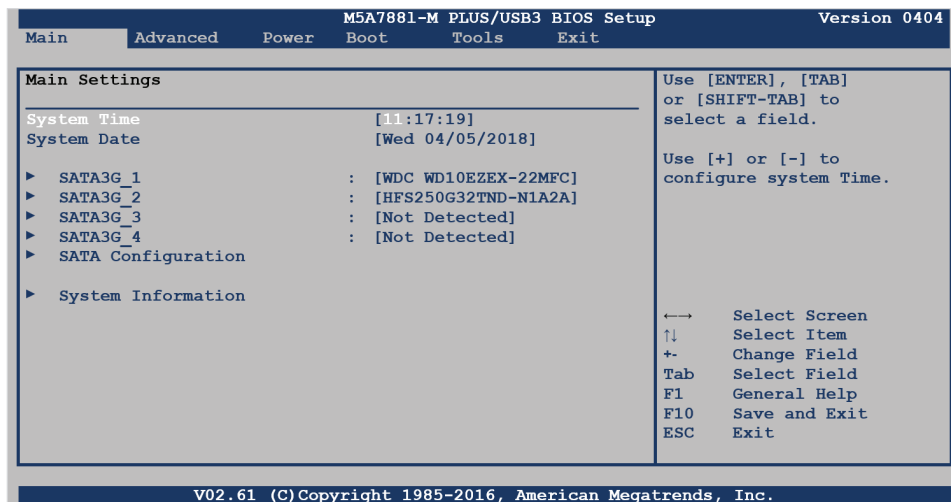 M5A7881-M PLUS/USB3 BIOS Setup Version 0404
Main Advanced Power Boot Tools Exit
Main Settings
System Time [11:17:19]
System Date [Wed 04/05/2018]
► SATA3G_1 : [WDC WD10EZEX-22MFC]
► SATA3G_2 : [HFS250G32TND-N1A2A]
► SATA3G_3 : [Not Detected]
► SATA3G_4 : [Not Detected]
► SATA Configuration
► System Information
Use [ENTER], [TAB]
or [SHIFT-TAB] to
select a field.
Use [+] or [-] to
configure system Time.
←→ Select Screen
↑↓ Select Item
+- Change Field
Tab Select Field
F1 General Help
F10 Save and Exit
ESC Exit
V02.61 (C)Copyright 1985-2016, American Megatrends, Inc.